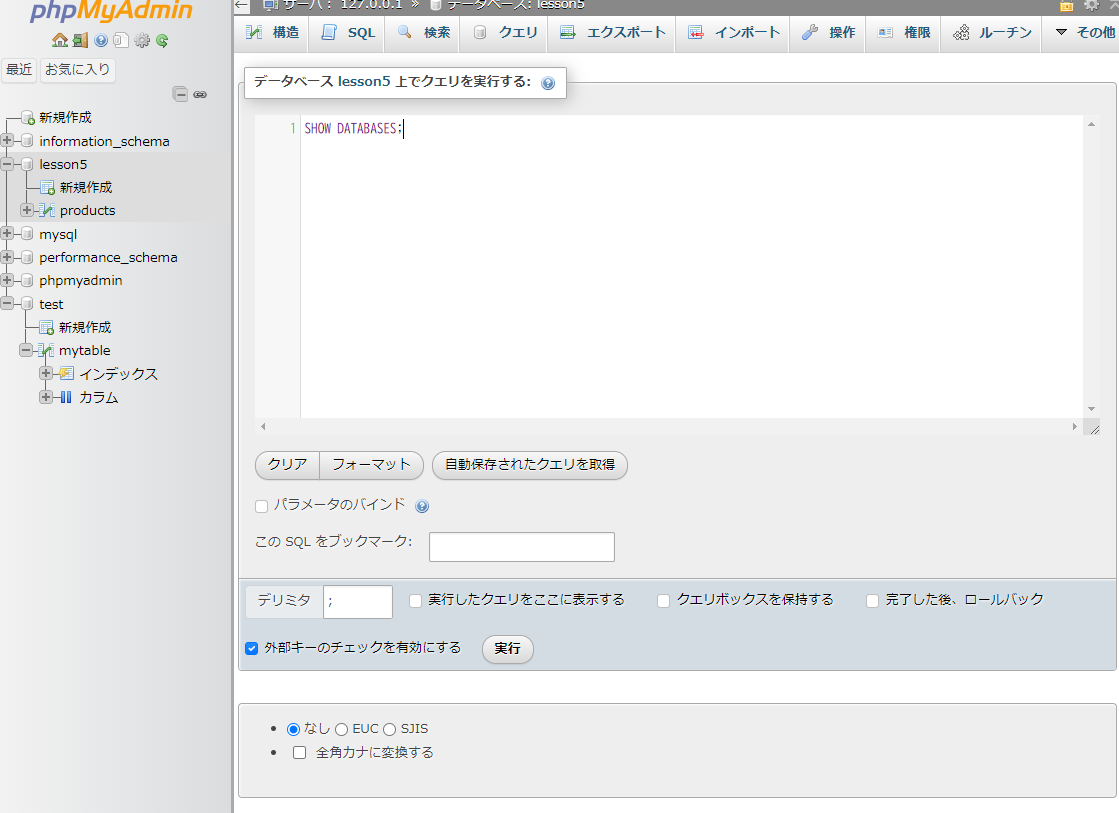 phpMyAdmin
最近 お気に入り
新規作成
information_schema
lesson5
新規作成
products
mysql
performance_schema
phpmyadmin
test
新規作成
mytable
インデックス
カラム
サーバ: 127.0.0.1 » データベース: lesson5
構造 SQL 検索 クエリ エクスポート インポート 操作 権限 ルーチン その他
データベース lesson5 上でクエリを実行する:
1 SHOW DATABASES;
クリア フォーマット 自動保存されたクエリを取得
パラメータのバインド
この SQL をブックマーク:
デリミタ ; 実行したクエリをここに表示する クエリボックスを保持する 完了した後、ロールバック
外部キーのチェックを有効にする 実行
なし EUC SJIS
全角カナに変換する